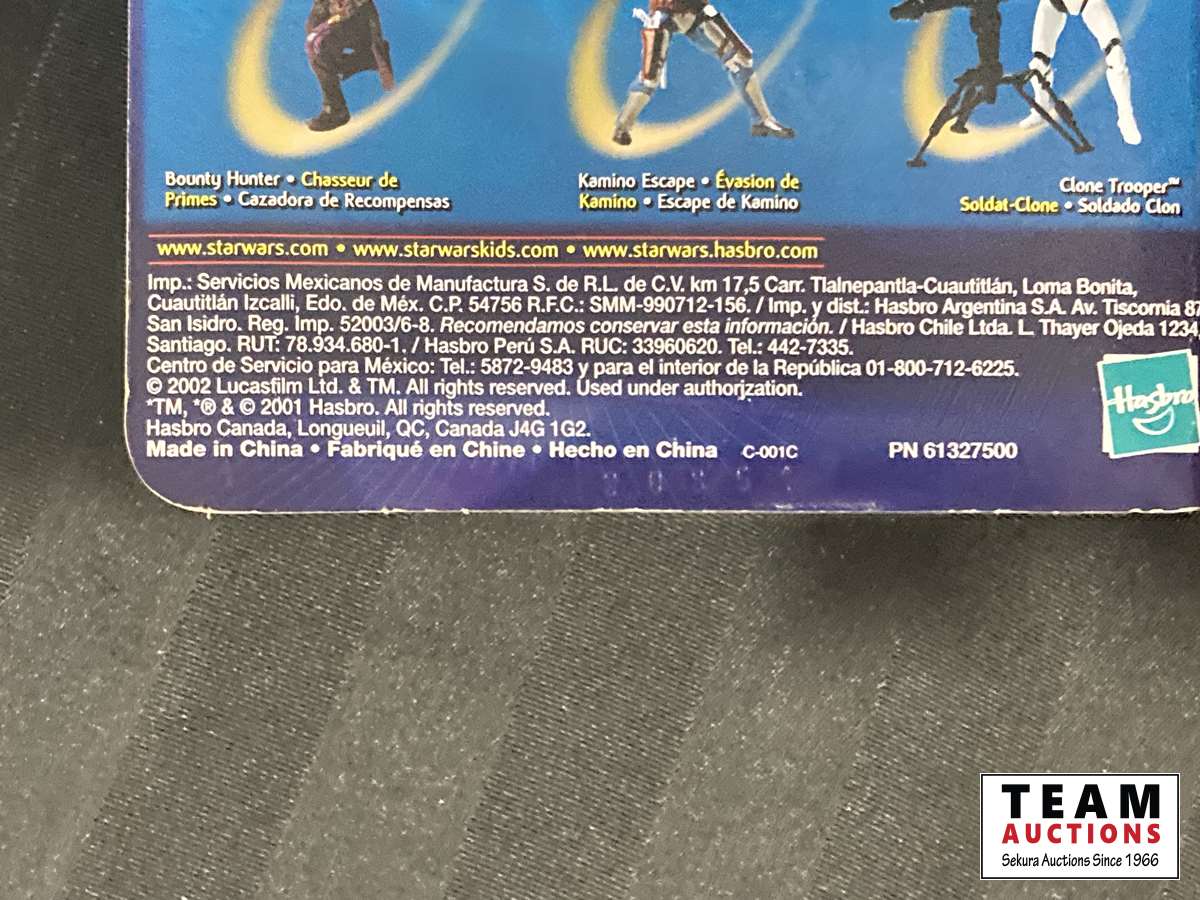 Bounty Hunter • Chasseur de
Primes • Cazadora de Recompensas
Kamino Escape • Évasion de
Kamino • Escape de Kamino
Clone Trooper™
Soldat-Clone • Soldado Clon
www.starwars.com • www.starwarskids.com • www.starwars.hasbro.com
Imp.: Servicios Mexicanos de Manufactura S. de R.L. de C.V. km 17,5 Carr. Tlalnepantla-Cuautitlán, Loma Bonita,
Cuautitlán Izcalli, Edo. de Méx. C.P. 54756 R.F.C.: SMM-990712-156. / Imp. y dist.: Hasbro Argentina S.A. Av. Tiscornia 87
San Isidro. Reg. Imp. 52003/6-8. Recomendamos conservar esta información. / Hasbro Chile Ltda. L. Thayer Ojeda 1234,
Santiago. RUT: 78.934.680-1. / Hasbro Perú S.A. RUC: 33960620. Tel.: 442-7335.
Centro de Servicio para México: Tel.: 5872-9483 y para el interior de la República 01-800-712-6225.
© 2002 Lucasfilm Ltd. & TM. All rights reserved. Used under authorization.
*TM, *® & © 2001 Hasbro. All rights reserved.
Hasbro Canada, Longueuil, QC, Canada J4G 1G2.
Made in China • Fabriqué en Chine • Hecho en China C-001C PN 61327500
Hasbro
TEAM
AUCTIONS
Sekura Auctions Since 1966